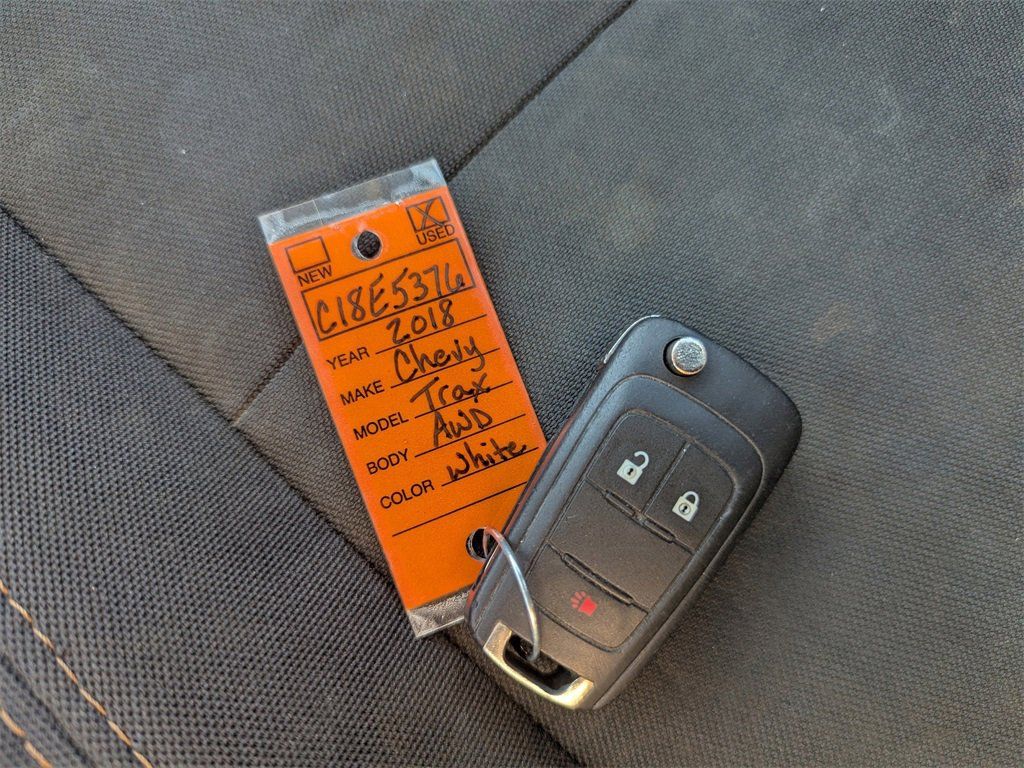 X
NEW USED
C18E5376
YEAR 2018
MAKE Chevy
MODEL Trax
BODY AWD
COLOR White